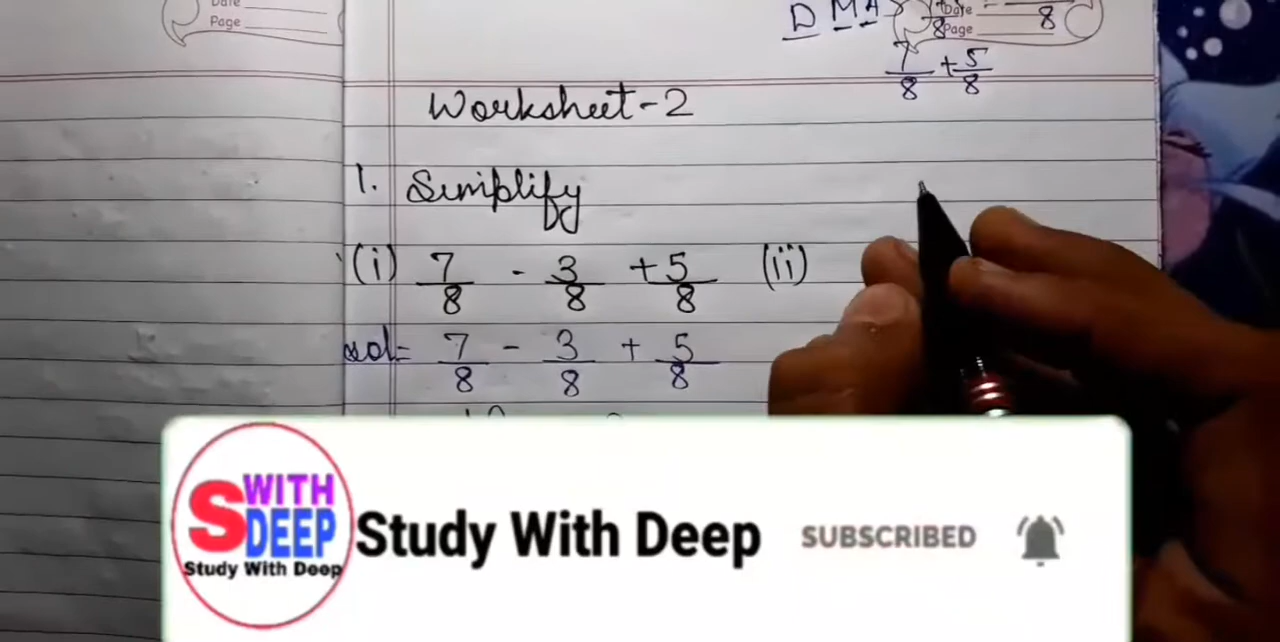 Date
Page
D M A
Date
Page
8
7/8 + 5/8
Worksheet-2
1. Simplify
(i) 7/8 - 3/8 + 5/8 (ii)
sol= 7/8 - 3/8 + 5/8
S WITH DEEP
Study With Deep
Study With Deep
SUBSCRIBED